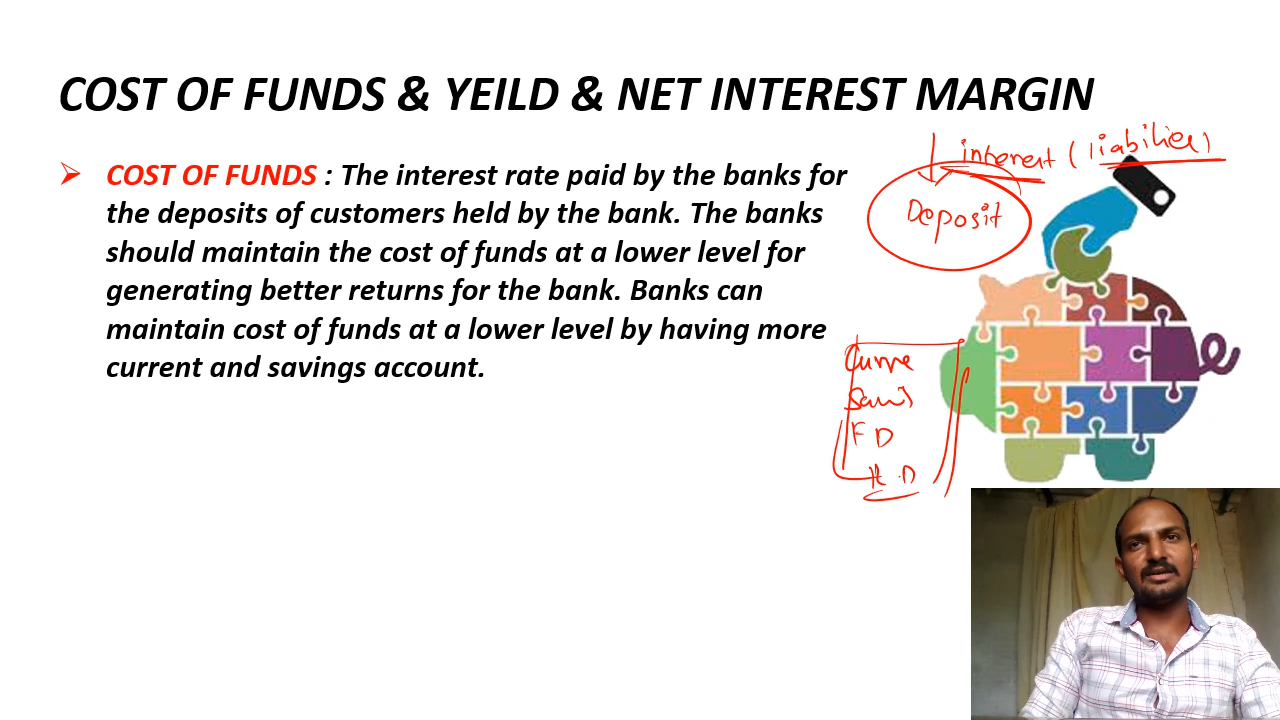 COST OF FUNDS & YEILD & NET INTEREST MARGIN
COST OF FUNDS : The interest rate paid by the banks for
the deposits of customers held by the bank. The banks
should maintain the cost of funds at a lower level for
generating better returns for the bank. Banks can
maintain cost of funds at a lower level by having more
current and savings account.
interest (liabilities)
Deposit
F D